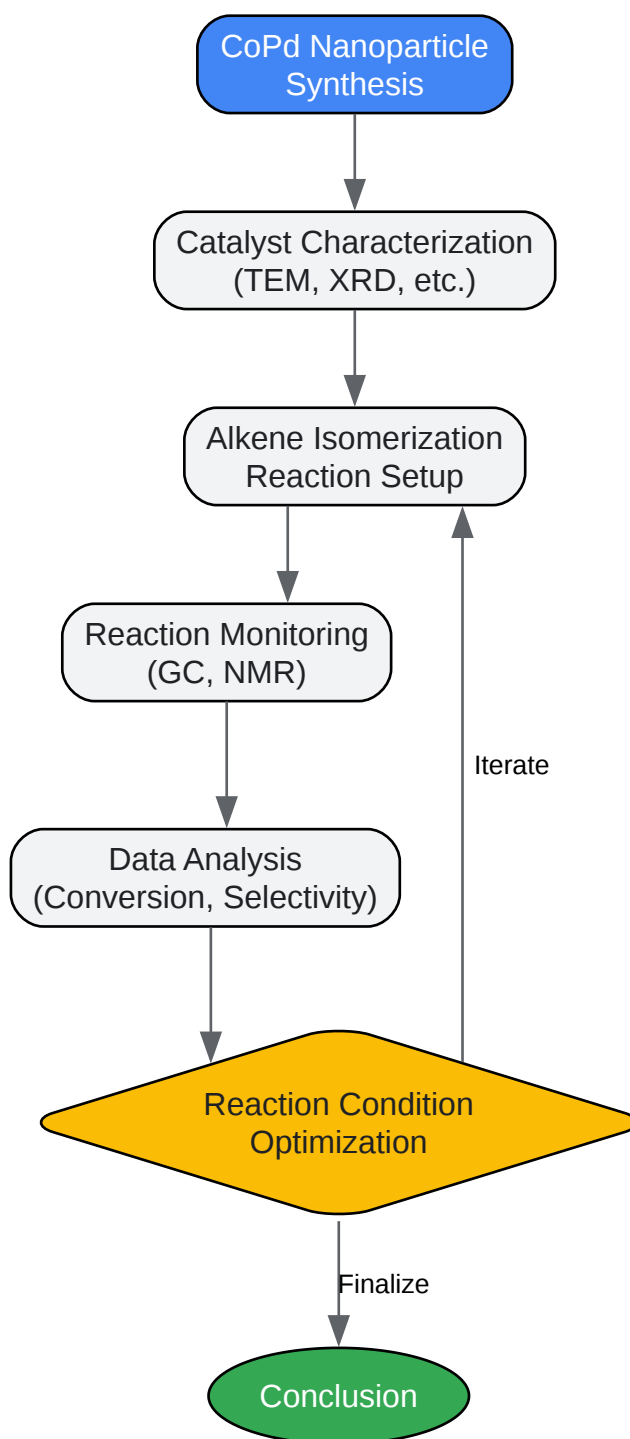 CoPd Nanoparticle
Synthesis
Catalyst Characterization
(TEM, XRD, etc.)
Alkene Isomerization
Reaction Setup
Reaction Monitoring
(GC, NMR)
Iterate
Data Analysis
(Conversion, Selectivity)
Reaction Condition
Optimization
Finalize
Conclusion